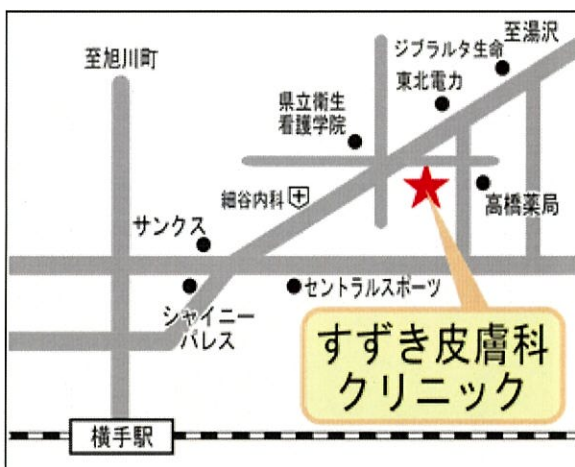 至湯沢
ジブラルタ生命
至旭川町
東北電力
県立衛生
看護学院
細谷内科
高橋薬局
サンクス
セントラルスポーツ
シャイニー
パレス
すずき皮膚科
クリニック
横手駅